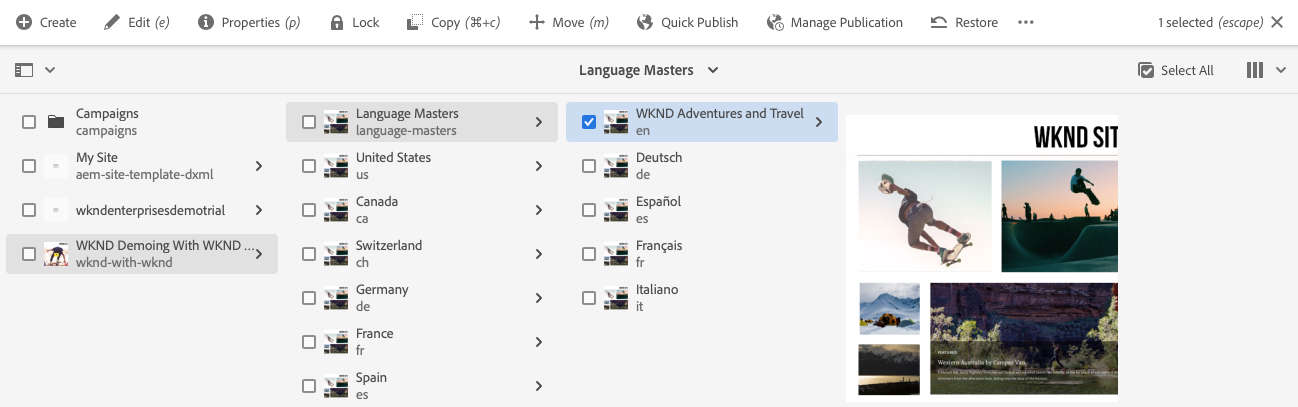 Create Edit (e) Properties (p) Lock Copy (⌘+c) Move (m) Quick Publish Manage Publication Restore ••• 1 selected (escape)
Language Masters Select All
Campaigns
campaigns
My Site
aem-site-template-dxml
wkndenterprisesdemotrial
WKND Demoing With WKND ...
wknd-with-wknd
Language Masters
language-masters
United States
us
Canada
ca
Switzerland
ch
Germany
de
France
fr
Spain
es
WKND Adventures and Travel
en
Deutsch
de
Español
es
Français
fr
Italiano
it
WKND SIT
FEATURED
Western Australia by Camper Van